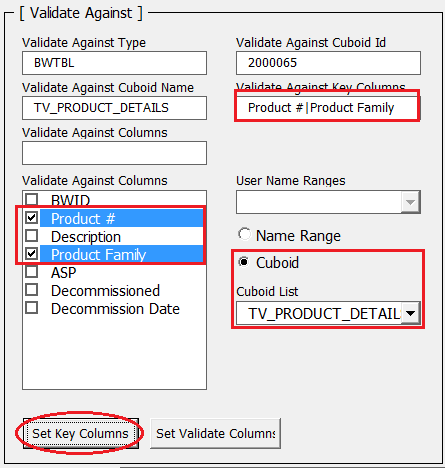 [ Validate Against ]
Validate Against Type
Validate Against Cuboid Id
BWTBL
2000065
Validate Against Cuboid Name
Validate Against Key Columns
TV_PRODUCT_DETAILS
Product #|Product Family
Validate Against Columns
Validate Against Columns
User Name Ranges
BWID
Product #
Description
Product Family
ASP
Decommissioned
Decommission Date
Name Range
Cuboid
Cuboid List
TV_PRODUCT_DETAILS
Set Key Columns
Set Validate Columns